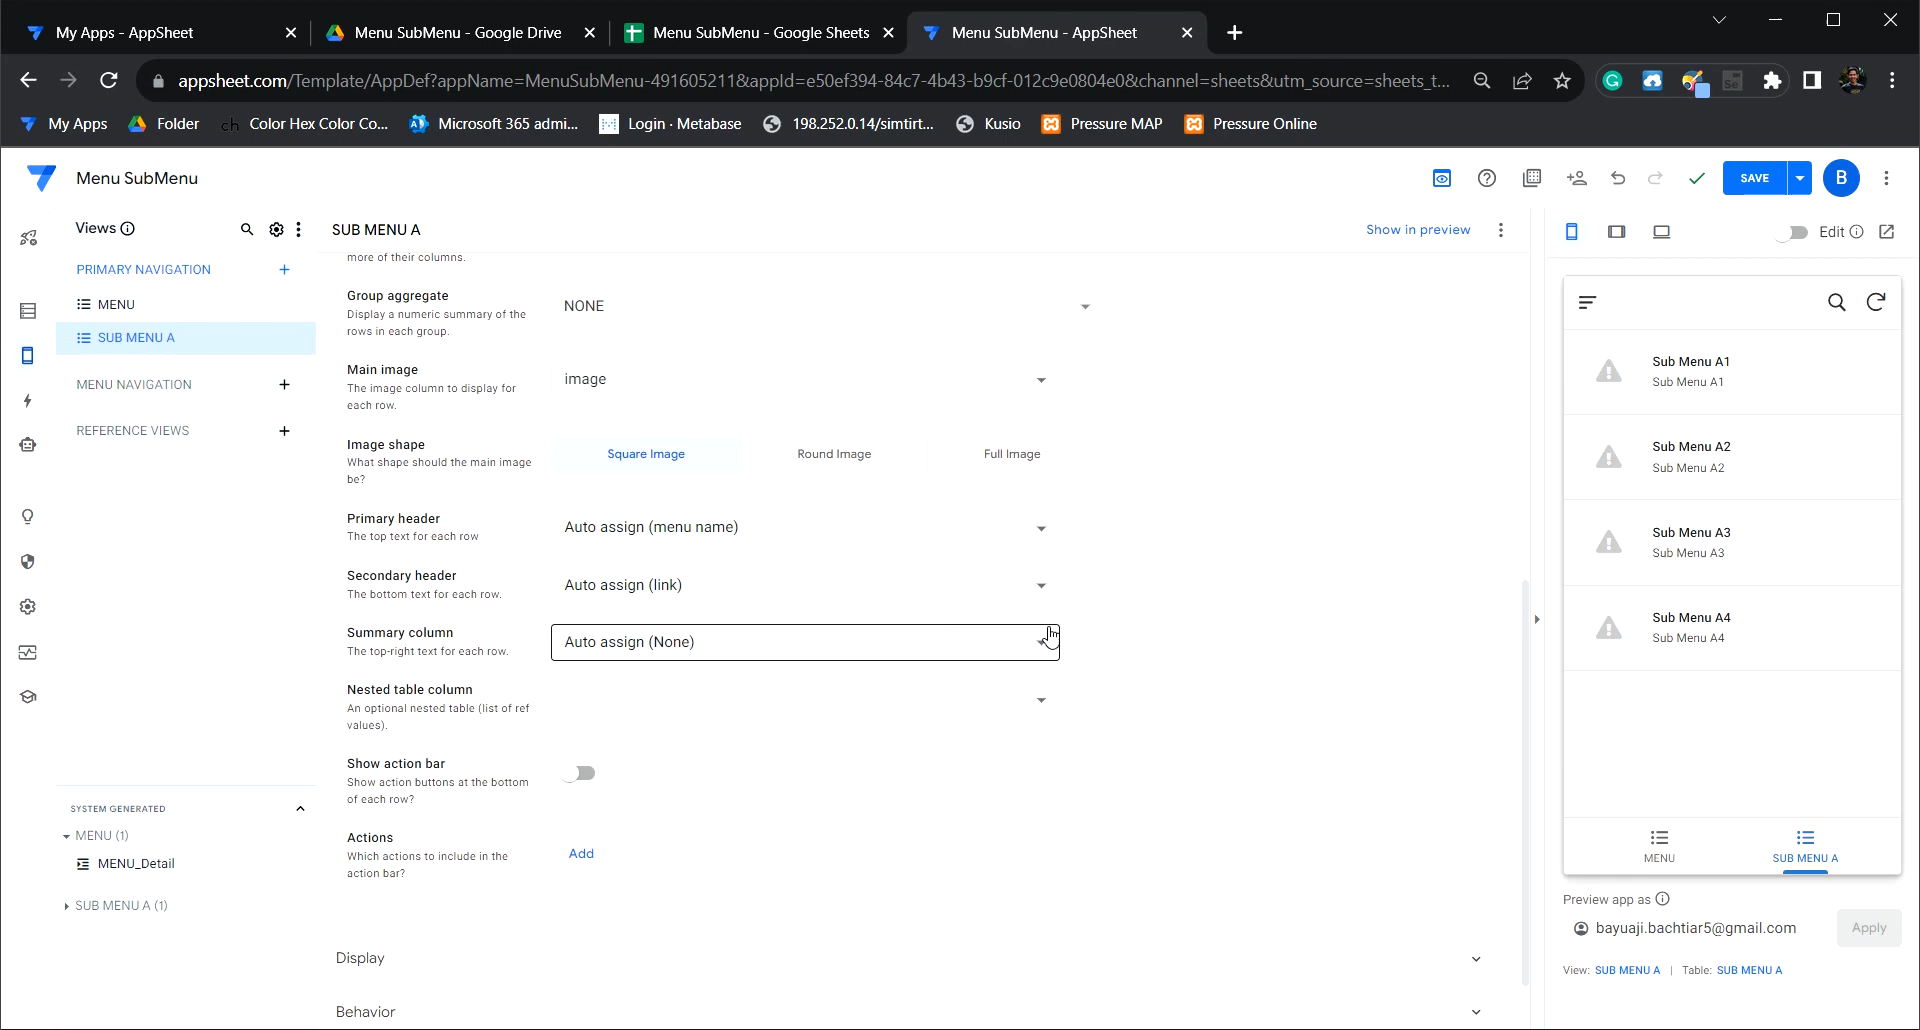 My Apps - AppSheet
Menu SubMenu - Google Drive
Menu SubMenu - Google Sheets
Menu SubMenu - AppSheet
appsheet.com/Template/AppDef?appName=MenuSubMenu-491605211&appId=e50ef394-84c7-4b43-b9cf-012c9e0804e0&channel=sheets&utm_source=sheets_t...
My Apps
Folder
ch Color Hex Color Co...
Microsoft 365 admi...
Login · Metabase
198.252.0.14/simtirt...
Kusio
Pressure MAP
Pressure Online
Menu SubMenu
SAVE
B
Views
SUB MENU A
Show in preview
Edit
PRIMARY NAVIGATION
MENU
SUB MENU A
MENU NAVIGATION
REFERENCE VIEWS
SYSTEM GENERATED
MENU (1)
MENU_Detail
SUB MENU A (1)
more of their columns.
Group aggregate
Display a numeric summary of the
rows in each group.
NONE
Main image
The image column to display for
each row.
image
Image shape
What shape should the main image
be?
Square Image
Round Image
Full Image
Primary header
The top text for each row
Auto assign (menu name)
Secondary header
The bottom text for each row.
Auto assign (link)
Summary column
The top-right text for each row.
Auto assign (None)
Nested table column
An optional nested table (list of ref
values).
Show action bar
Show action buttons at the bottom
of each row?
Actions
Which actions to include in the
action bar?
Add
Display
Behavior
Sub Menu A1
Sub Menu A1
Sub Menu A2
Sub Menu A2
Sub Menu A3
Sub Menu A3
Sub Menu A4
Sub Menu A4
MENU
SUB MENU A
Preview app as
bayuaji.bachtiar5@gmail.com
Apply
View: SUB MENU A | Table: SUB MENU A